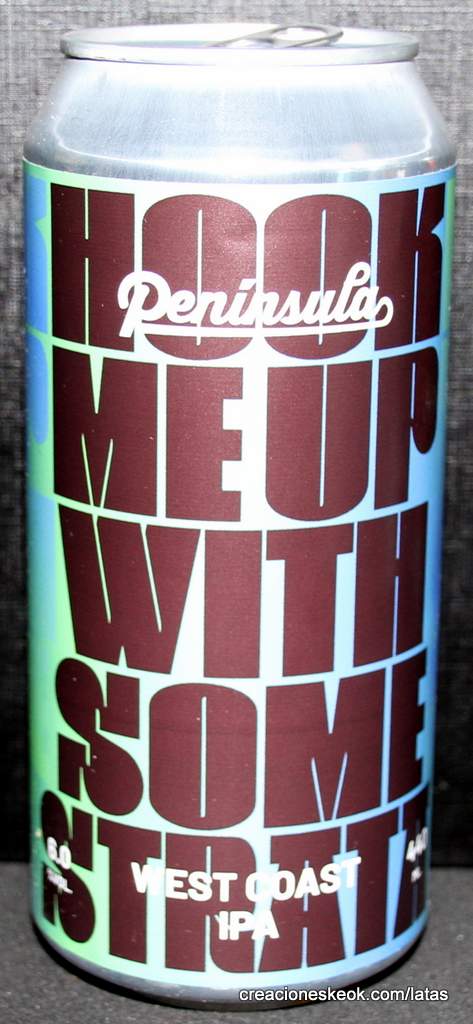 HOOK
Península
ME UP
WITH
SOME
STRATA
6.0
%VOL.
WEST COAST
IPA
440
ML.
creacioneskeok.com/latas